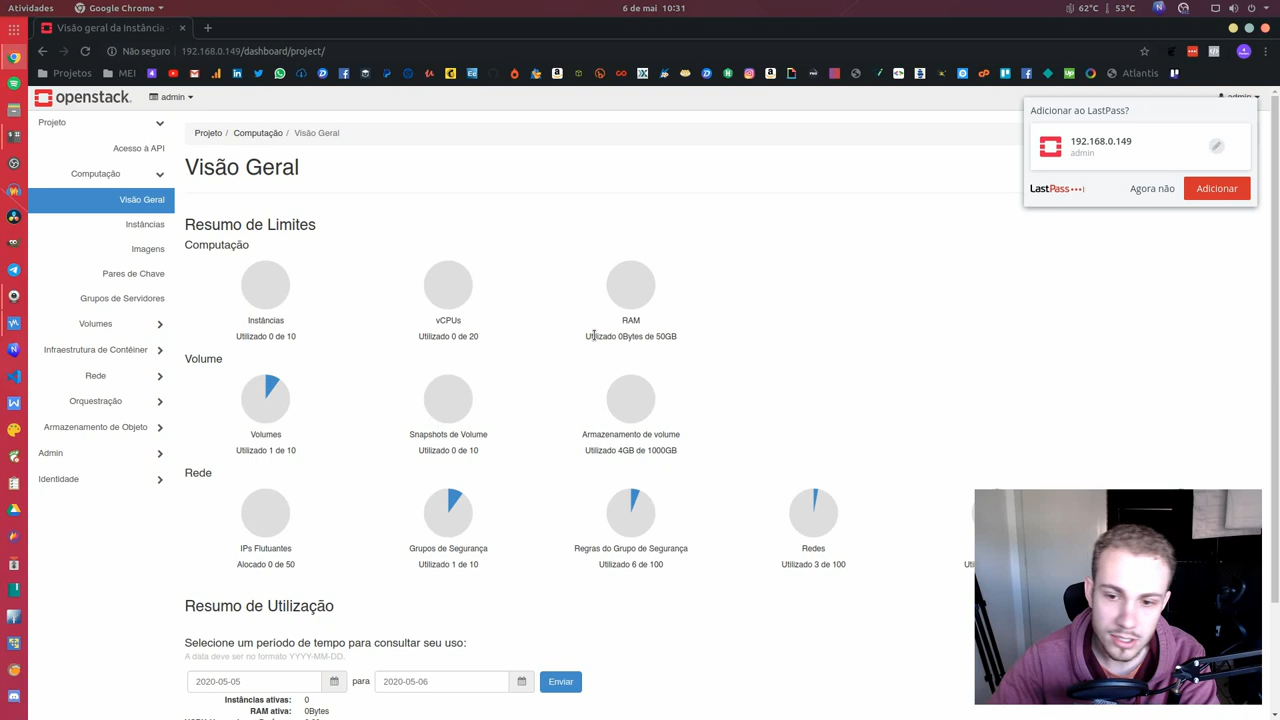 Atividades
Google Chrome
6 de mai 10:31
62°C
53°C
Visão geral da Instância
Não seguro
192.168.0.149/dashboard/project/
Projetos
MEI
Atlantis
openstack.
admin
Projeto
Acesso à API
Computação
Visão Geral
Instâncias
Imagens
Pares de Chave
Grupos de Servidores
Volumes
Infraestrutura de Contêiner
Rede
Orquestração
Armazenamento de Objeto
Admin
Identidade
Projeto / Computação / Visão Geral
Visão Geral
Resumo de Limites
Computação
Instâncias
Utilizado 0 de 10
vCPUs
Utilizado 0 de 20
RAM
Utilizado 0Bytes de 50GB
Volume
Volumes
Utilizado 1 de 10
Snapshots de Volume
Utilizado 0 de 10
Armazenamento de volume
Utilizado 4GB de 1000GB
Rede
IPs Flutuantes
Alocado 0 de 50
Grupos de Segurança
Utilizado 1 de 10
Regras do Grupo de Segurança
Utilizado 6 de 100
Redes
Utilizado 3 de 100
Resumo de Utilização
Selecione um periodo de tempo para consultar seu uso:
A data deve ser no formato YYYY-MM-DD.
2020-05-05
para
2020-05-06
Enviar
Instâncias ativas: 0
RAM ativa: 0Bytes
Adicionar ao LastPass?
192.168.0.149
admin
LastPass
Agora não
Adicionar